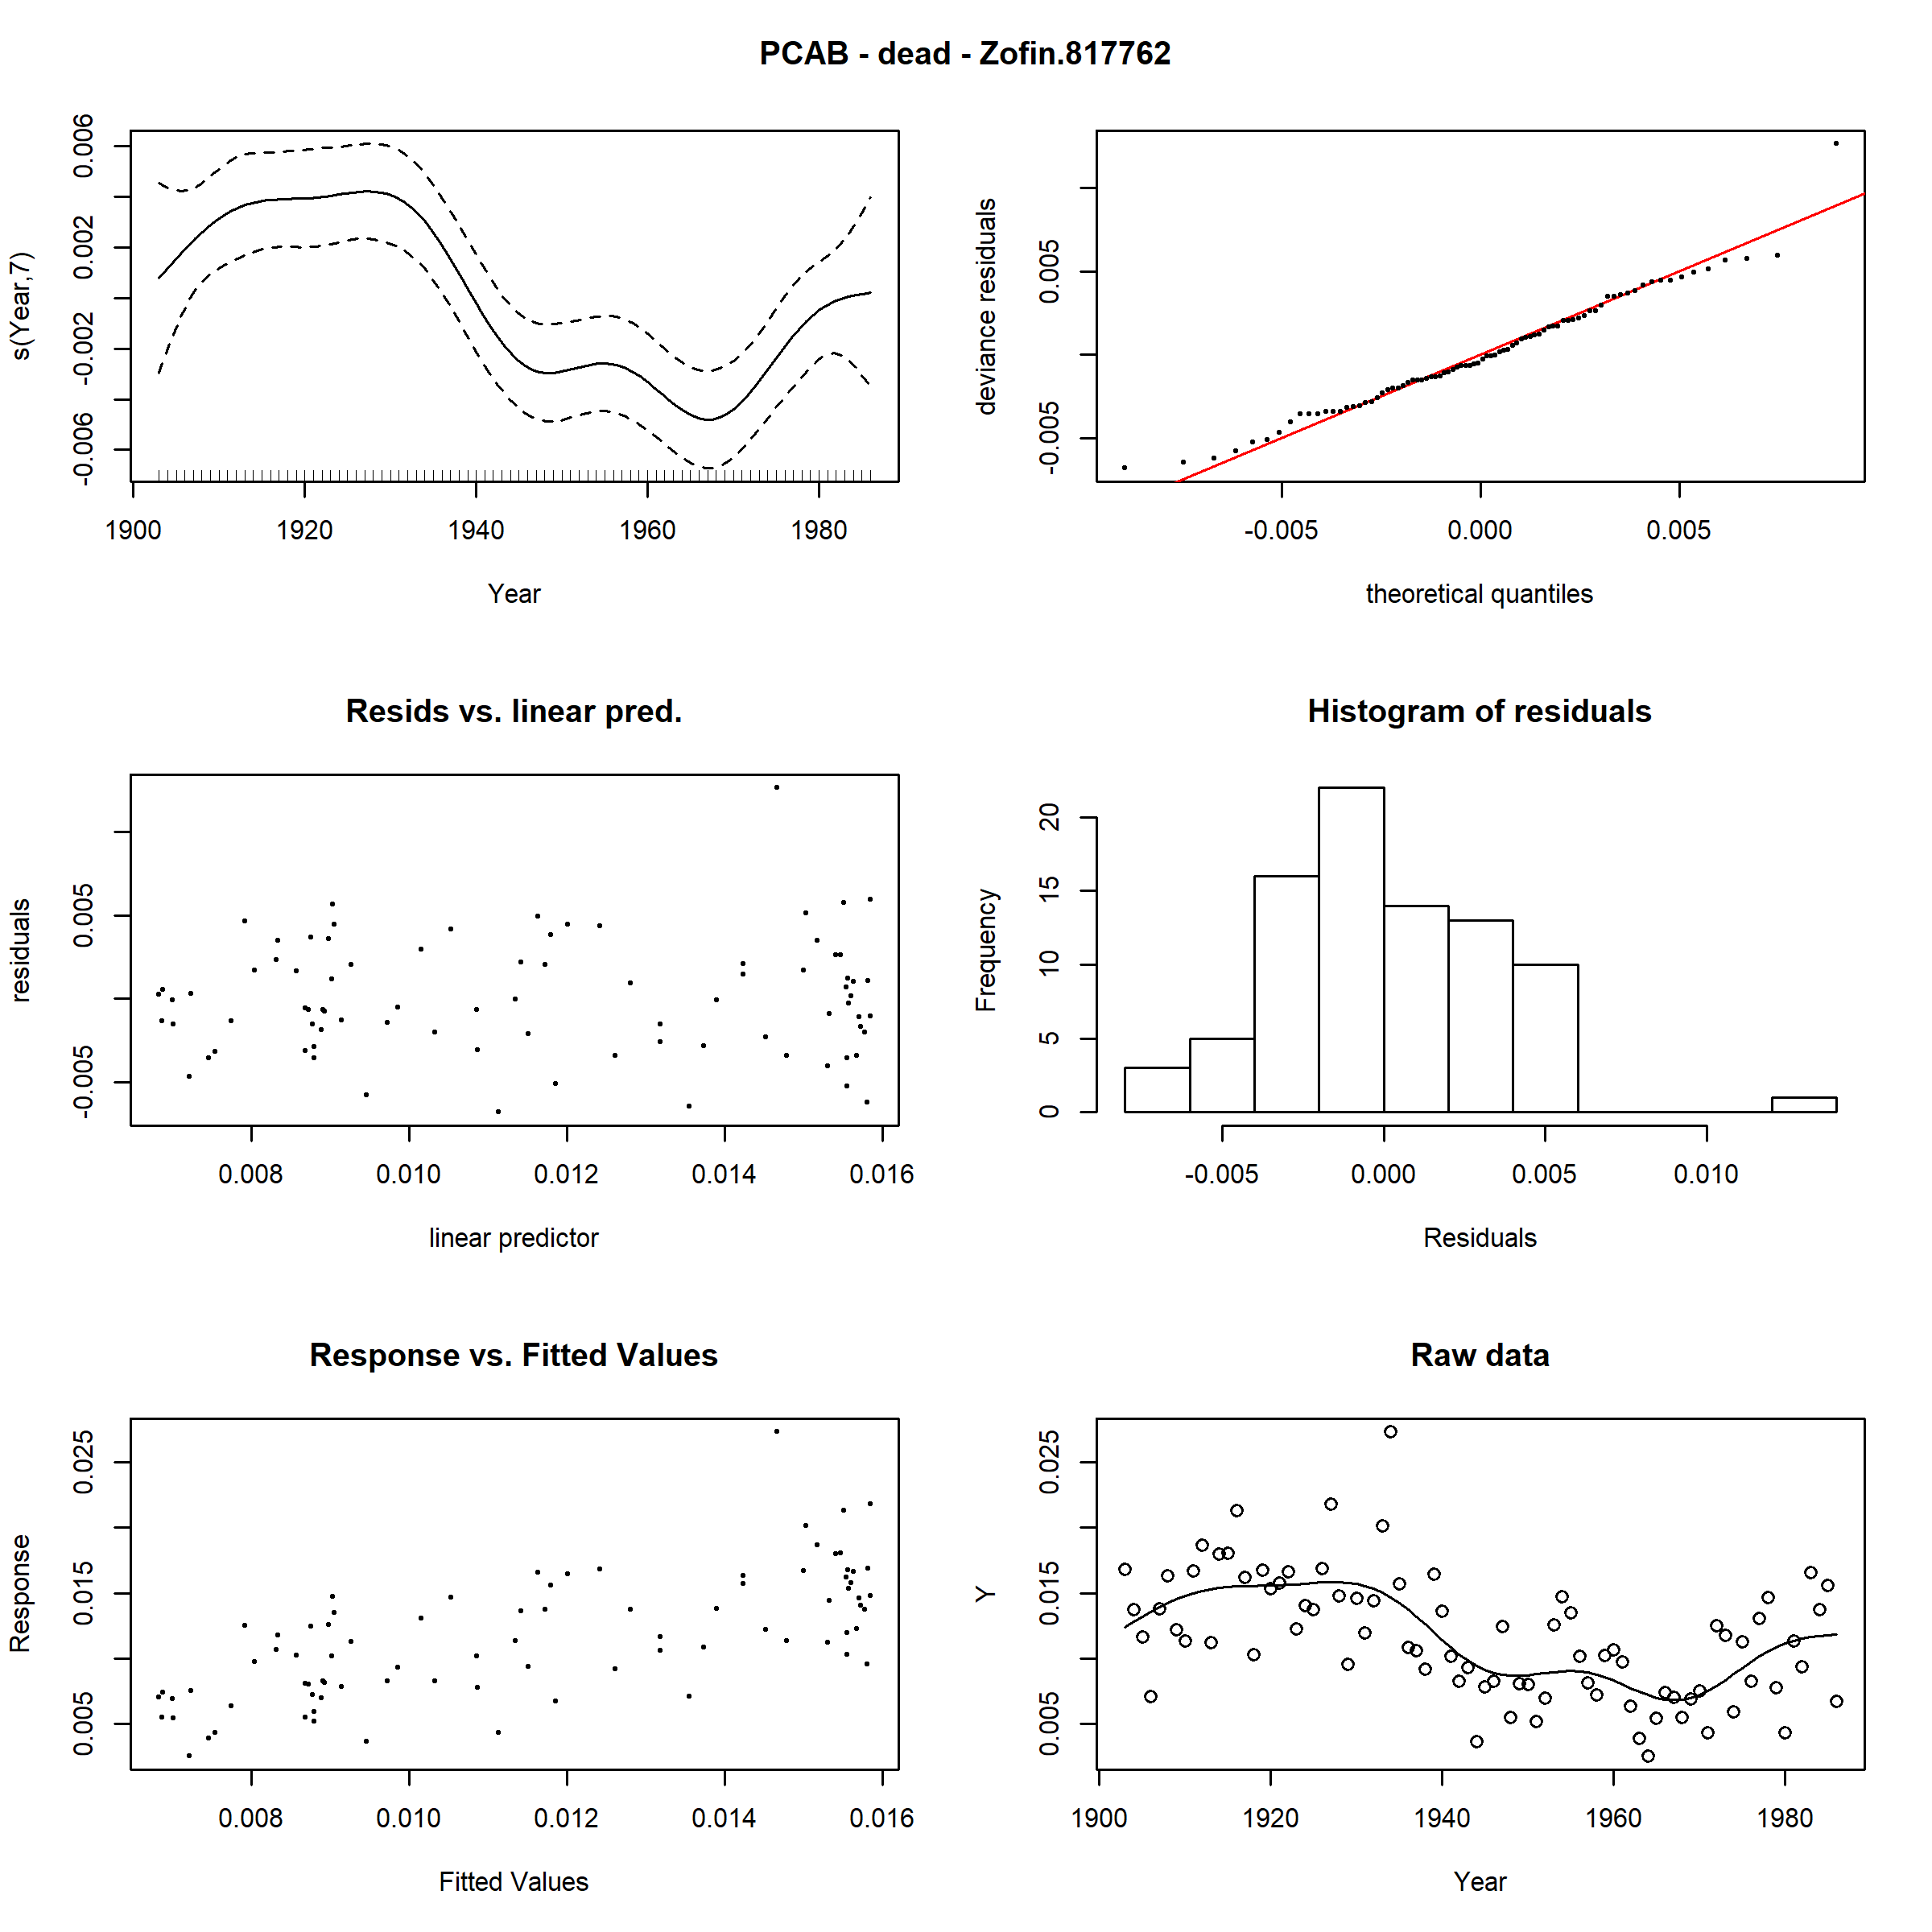 PCAB - dead - Zofin.817762
s(Year,7)
-0.006 -0.002 0.002 0.006
1900 1920 1940 1960 1980
Year
deviance residuals
-0.005 0.005
-0.005 0.000 0.005
theoretical quantiles
Resids vs. linear pred.
residuals
-0.005 0.005
0.008 0.010 0.012 0.014 0.016
linear predictor
Histogram of residuals
Frequency
0 5 10 15 20
-0.005 0.000 0.005 0.010
Residuals
Response vs. Fitted Values
Response
0.005 0.015 0.025
0.008 0.010 0.012 0.014 0.016
Fitted Values
Raw data
Y
0.005 0.015 0.025
1900 1920 1940 1960 1980
Year